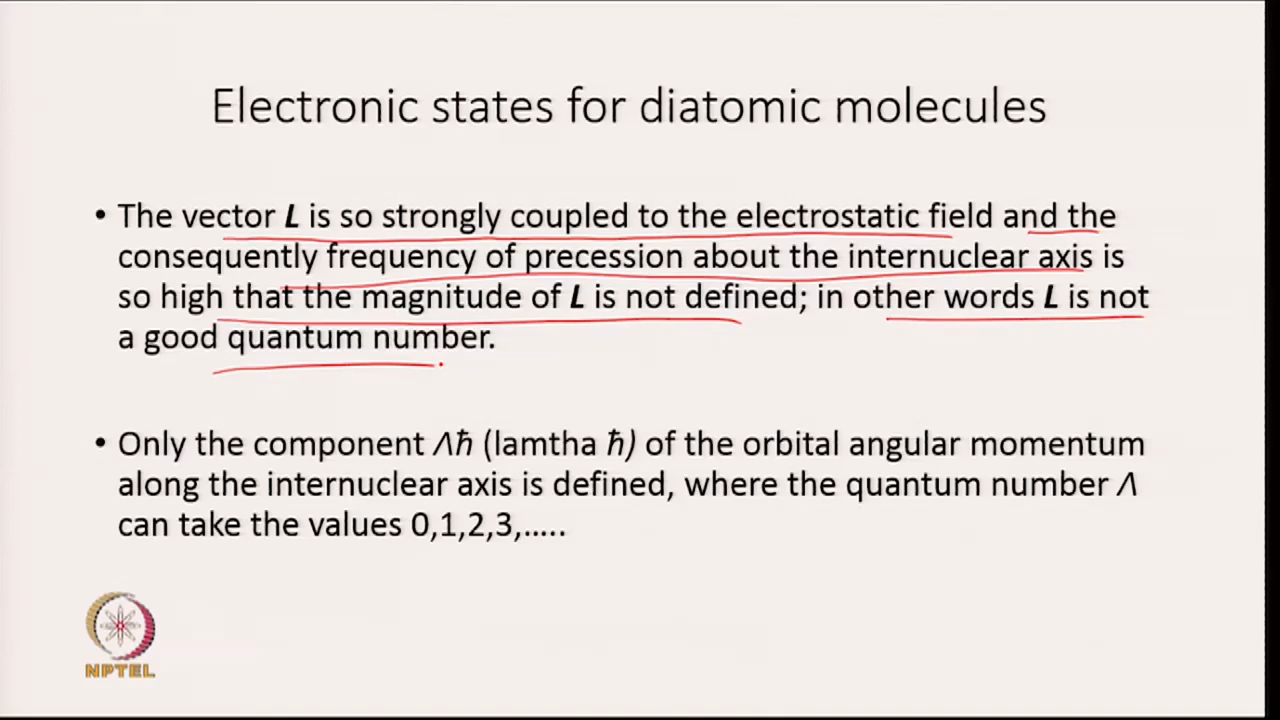 Electronic states for diatomic molecules
• The vector L is so strongly coupled to the electrostatic field and the
consequently frequency of precession about the internuclear axis is
so high that the magnitude of L is not defined; in other words L is not
a good quantum number.
• Only the component Λħ (lamtha ħ) of the orbital angular momentum
along the internuclear axis is defined, where the quantum number Λ
can take the values 0,1,2,3,.....
NPTEL